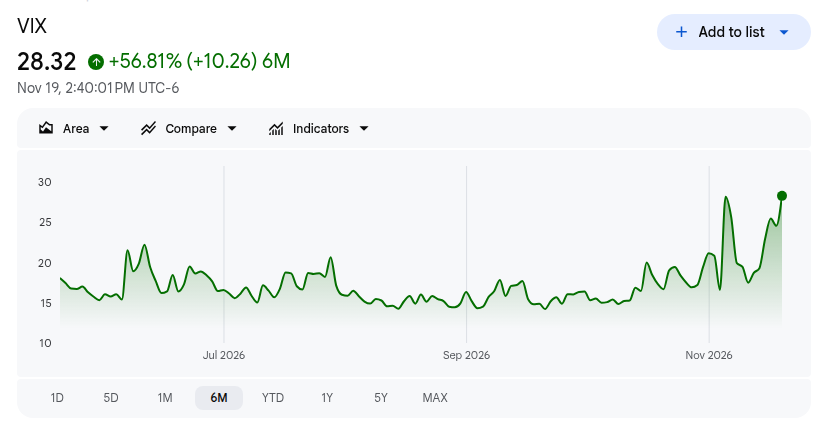 VIX
Add to list
28.32 +56.81% (+10.26) 6M
Nov 19, 2:40:01 PM UTC-6
Area Compare Indicators
30
25
20
15
10
Jul 2026 Sep 2026 Nov 2026
1D 5D 1M 6M YTD 1Y 5Y MAX